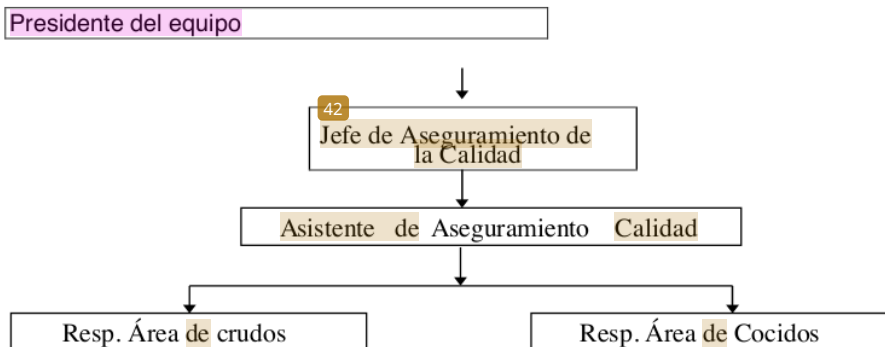 Presidente del equipo
42
Jefe de Aseguramiento de
la Calidad
Asistente de Aseguramiento Calidad
Resp. Área de crudos
Resp. Área de Cocidos